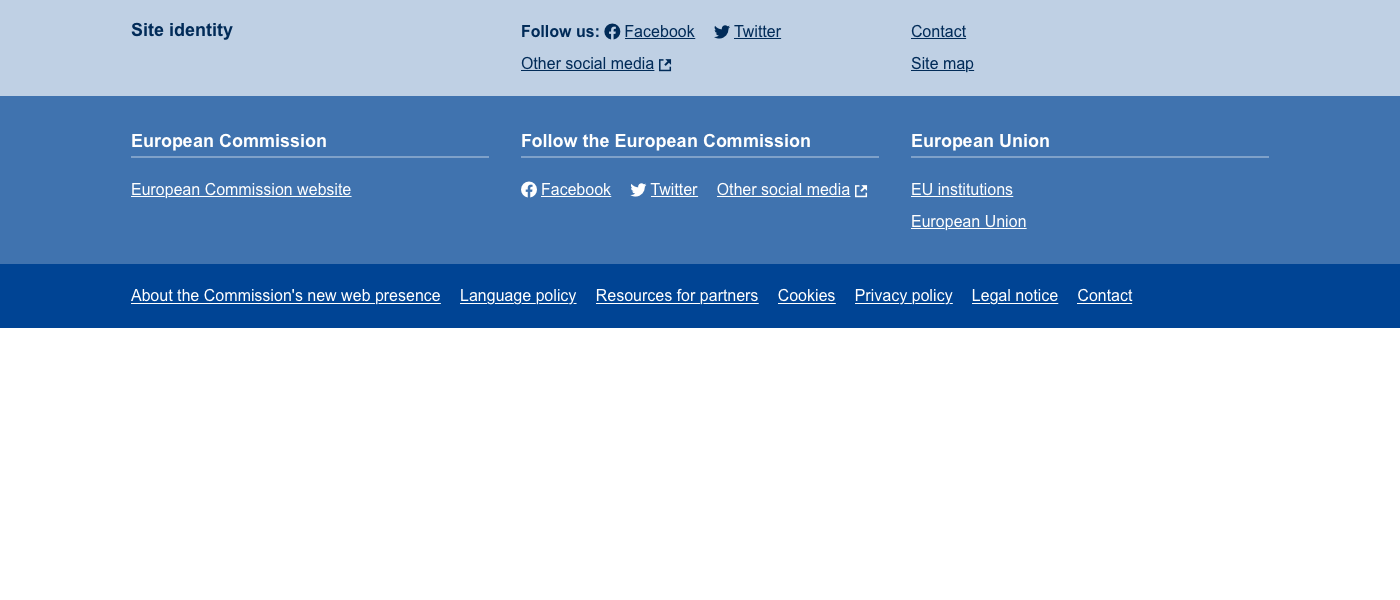 Site identity
Follow us: Facebook Twitter
Other social media
Contact
Site map
European Commission
European Commission website
Follow the European Commission
Facebook Twitter Other social media
European Union
EU institutions
European Union
About the Commission's new web presence Language policy Resources for partners Cookies Privacy policy Legal notice Contact